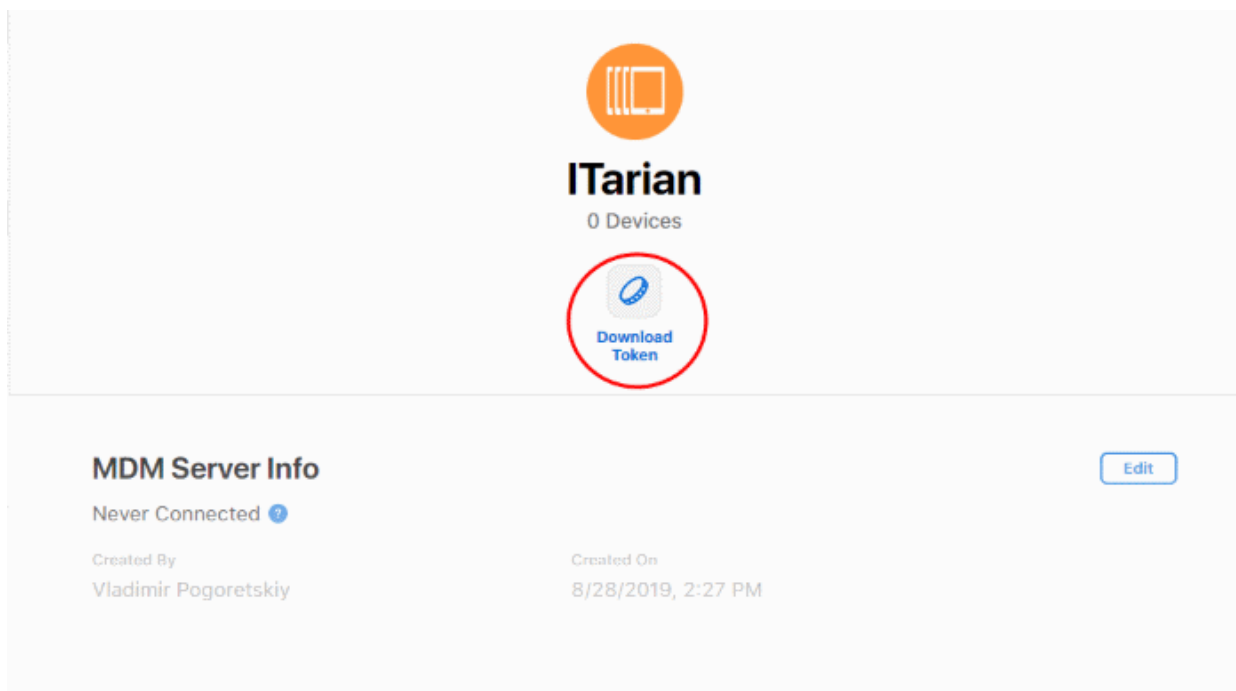 ITarian
0 Devices
Download
Token
MDM Server Info
Edit
Never Connected ?
Created By
Created On
Vladimir Pogoretskiy
8/28/2019, 2:27 PM